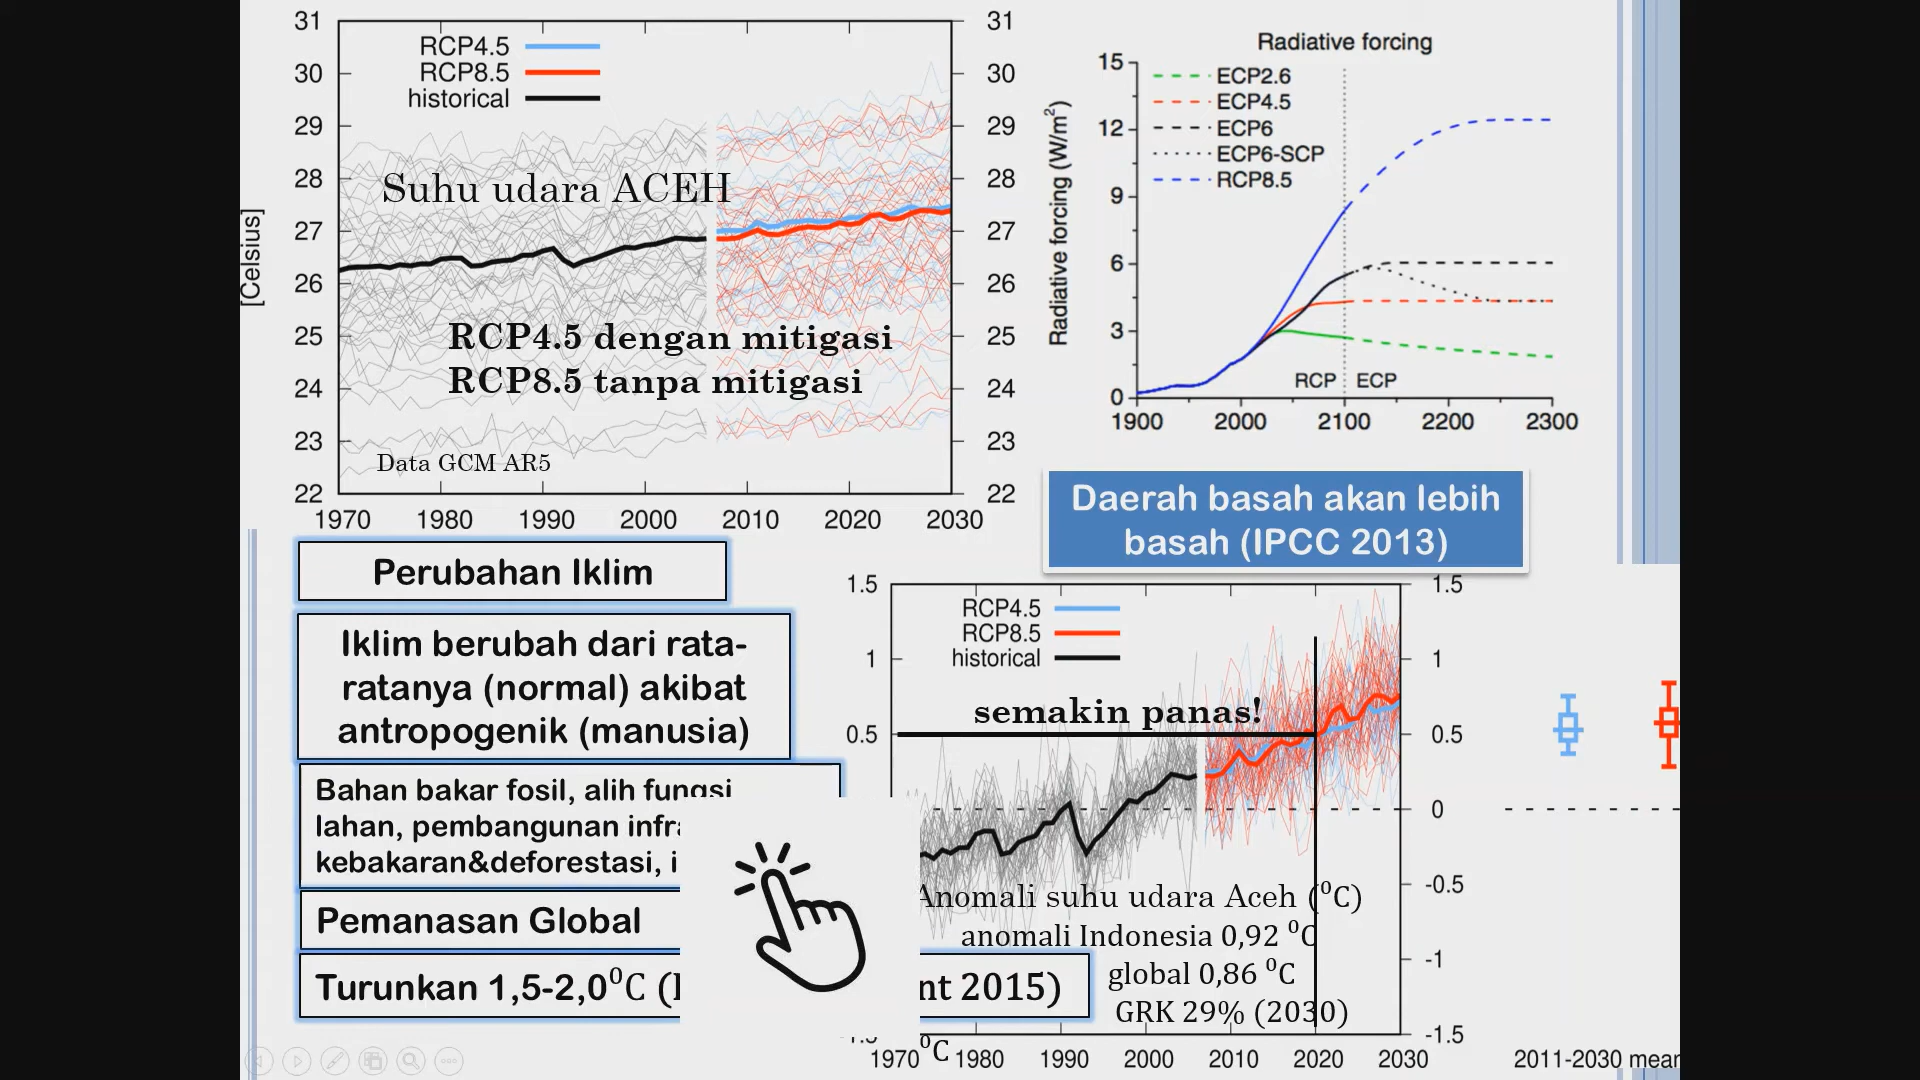 31
30
29
28
27
26
25
24
23
22
[Celsius]
RCP4.5
RCP8.5
historical
Suhu udara ACEH
RCP4.5 dengan mitigasi
RCP8.5 tanpa mitigasi
Data GCM AR5
31
30
29
28
27
26
25
24
23
22
1970 1980 1990 2000 2010 2020 2030
Radiative forcing
Radiative forcing (W/m²)
15
12
9
6
3
0
ECP2.6
ECP4.5
ECP6
ECP6-SCP
RCP8.5
RCP ECP
1900 2000 2100 2200 2300
Daerah basah akan lebih
basah (IPCC 2013)
Perubahan Iklim
Iklim berubah dari rata-
ratanya (normal) akibat
antropogenik (manusia)
Bahan bakar fosil, alih fungsi
lahan, pembangunan
kebakaran&deforestasi,
Pemanasan Global
Turunkan 1,5-2,0⁰C ( 2015)
1.5
1
0.5
RCP4.5
RCP8.5
historical
semakin panas!
Anomali suhu udara Aceh (⁰C)
anomali Indonesia 0,92 ⁰C
global 0,86 ⁰C
GRK 29% (2030)
1.5
1
0.5
0
-0.5
-1
-1.5
⁰C
1970 1980 1990 2000 2010 2020 2030
2011-2030 mean